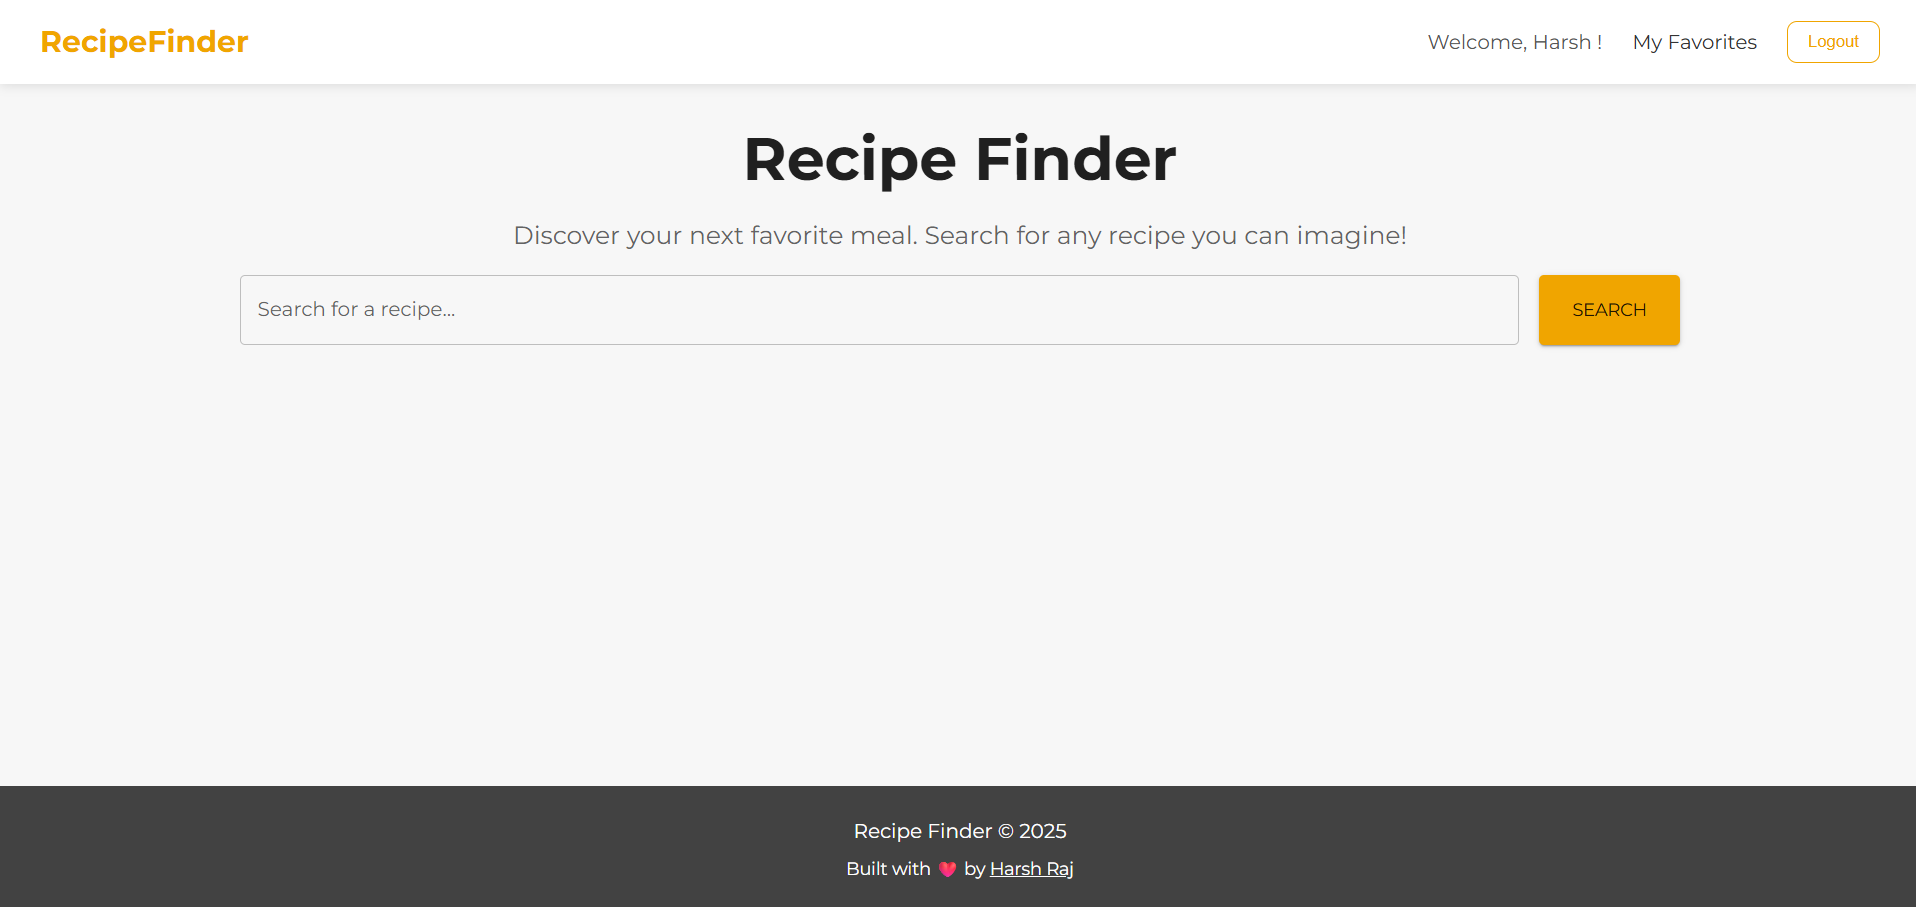 RecipeFinder
Welcome, Harsh !
My Favorites
Logout
Recipe Finder
Discover your next favorite meal. Search for any recipe you can imagine!
Search for a recipe...
SEARCH
Recipe Finder © 2025
Built with 💗 by Harsh Raj